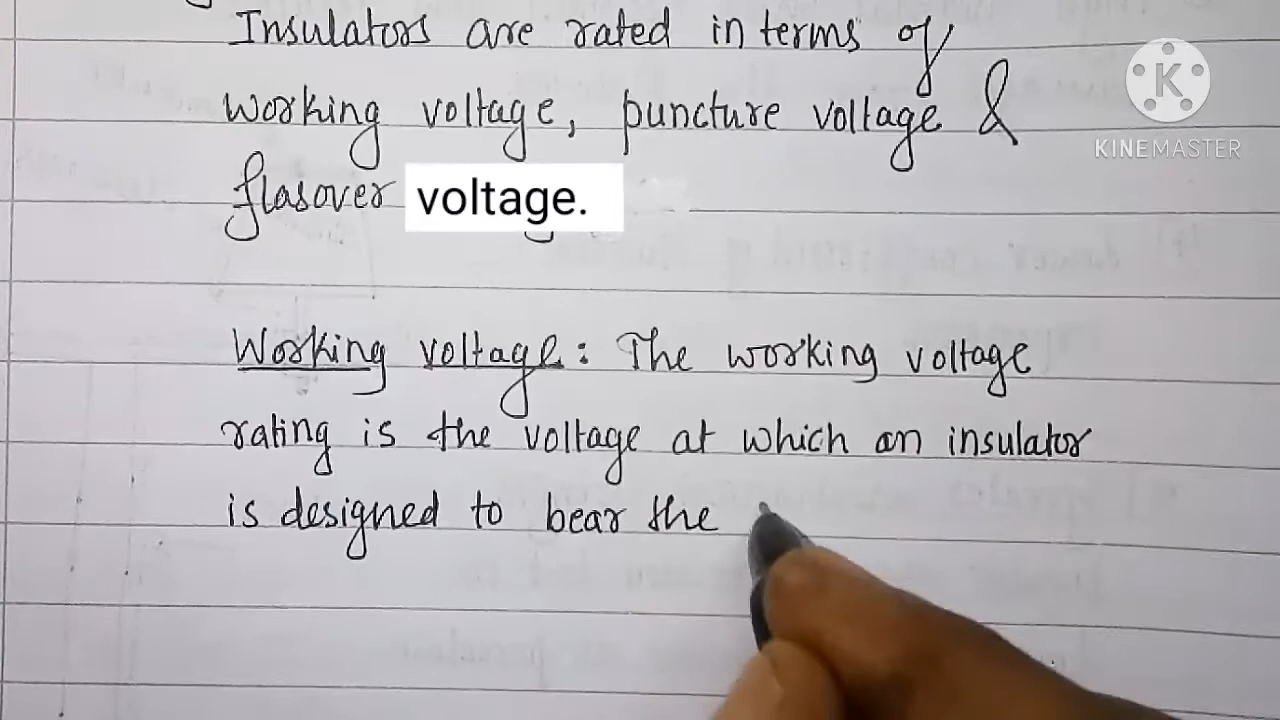 Insulators are rated in terms of
working voltage, puncture voltage &
flasover voltage.
Working voltage: The working voltage
rating is the voltage at which an insulator
is designed to bear the
K
KINEMASTER